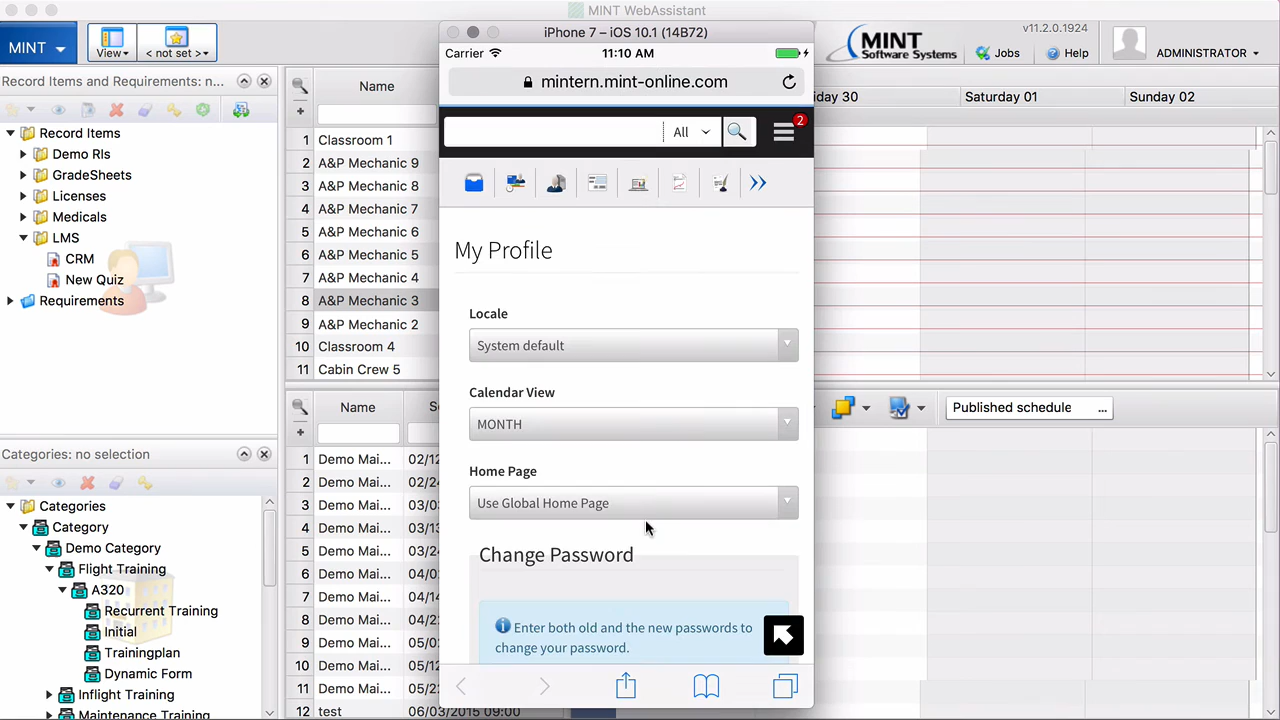 MINT WebAssistant
MINT
View
< not set >
MINT
Software Systems
v11.2.0.1924
Jobs
Help
ADMINISTRATOR
Record Items and Requirements: n...
Record Items
Demo RIs
GradeSheets
Licenses
Medicals
LMS
CRM
New Quiz
Requirements
Categories: no selection
Categories
Category
Demo Category
Flight Training
A320
Recurrent Training
Initial
Trainingplan
Dynamic Form
Inflight Training
Maintenance Training
Name
1 Classroom 1
2 A&P Mechanic 9
3 A&P Mechanic 8
4 A&P Mechanic 7
5 A&P Mechanic 6
6 A&P Mechanic 5
7 A&P Mechanic 4
8 A&P Mechanic 3
9 A&P Mechanic 2
10 Classroom 4
11 Cabin Crew 5
Name
1 Demo Mai... 02/12
2 Demo Mai... 02/24
3 Demo Mai... 03/0
4 Demo Mai... 03/13
5 Demo Mai... 03/24
6 Demo Mai... 04/0
7 Demo Mai... 04/14
8 Demo Mai... 04/2
9 Demo Mai... 05/0
10 Demo Mai... 05/12
11 Demo Mai... 05/22
12 test 06/03/2015 09:00
iPhone 7 – iOS 10.1 (14B72)
Carrier 11:10 AM
mintern.mint-online.com
All
2
My Profile
Locale
System default
Calendar View
MONTH
Home Page
Use Global Home Page
Change Password
Enter both old and the new passwords to
change your password.
iday 30 Saturday 01 Sunday 02
Published schedule ...